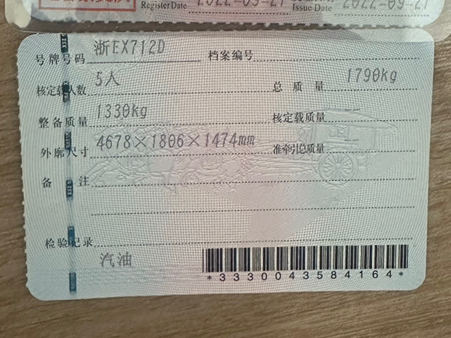 Register Date 2022-09-27 Issue Date 2022-09-27
号牌号码 浙EX712D 档案编号
核定载人数 5人 总质量 1790kg
整备质量 1330kg 核定载质量
外廓尺寸 4678×1806×1474mm 准牵引总质量
备注
检验记录
汽油
*3330043584164*